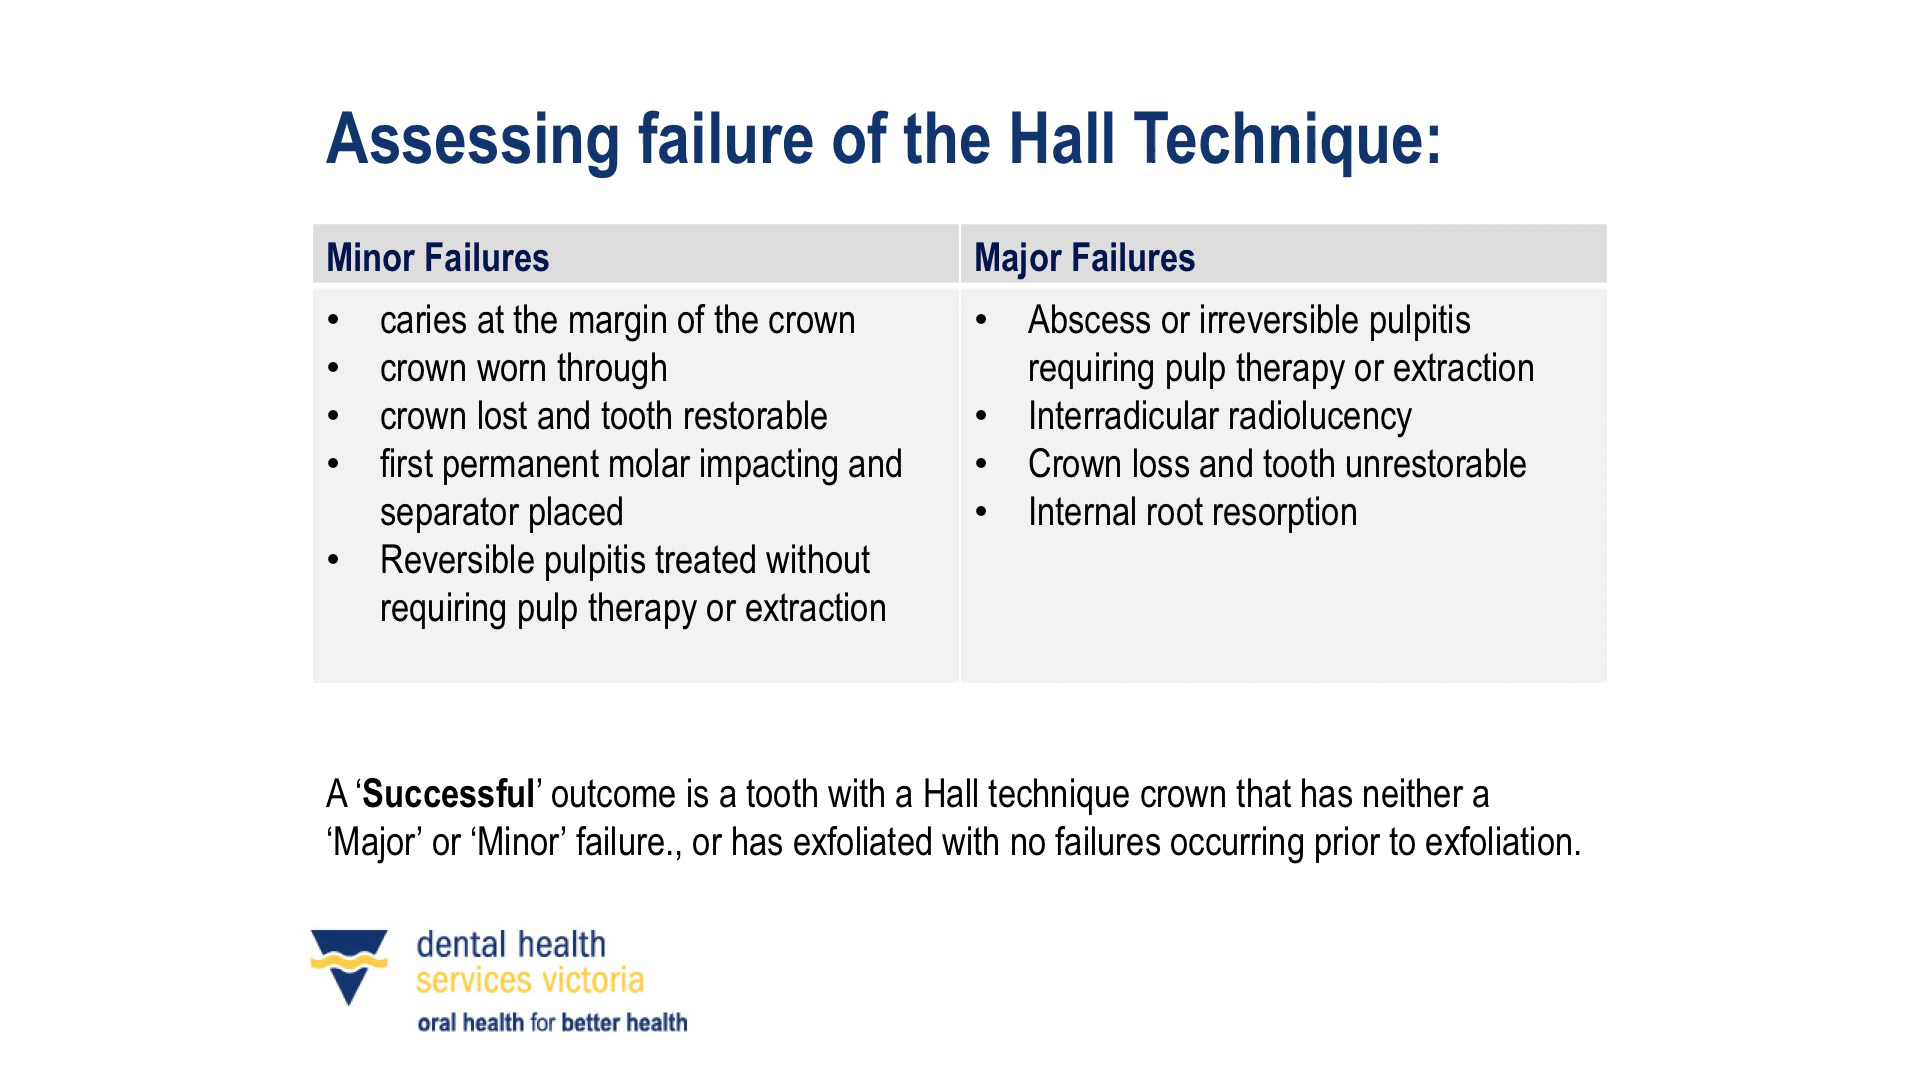 Assessing failure of the Hall Technique:
Minor Failures
• caries at the margin of the crown
• crown worn through
• crown lost and tooth restorable
• first permanent molar impacting and
separator placed
• Reversible pulpitis treated without
requiring pulp therapy or extraction
Major Failures
• Abscess or irreversible pulpitis
requiring pulp therapy or extraction
• Interradicular radiolucency
• Crown loss and tooth unrestorable
• Internal root resorption
A ‘Successful’ outcome is a tooth with a Hall technique crown that has neither a
‘Major’ or ‘Minor’ failure., or has exfoliated with no failures occurring prior to exfoliation.
dental health
services victoria
oral health for better health